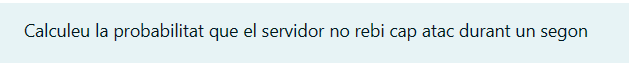 Calculeu la probabilitat que el servidor no rebi cap atac durant un segon